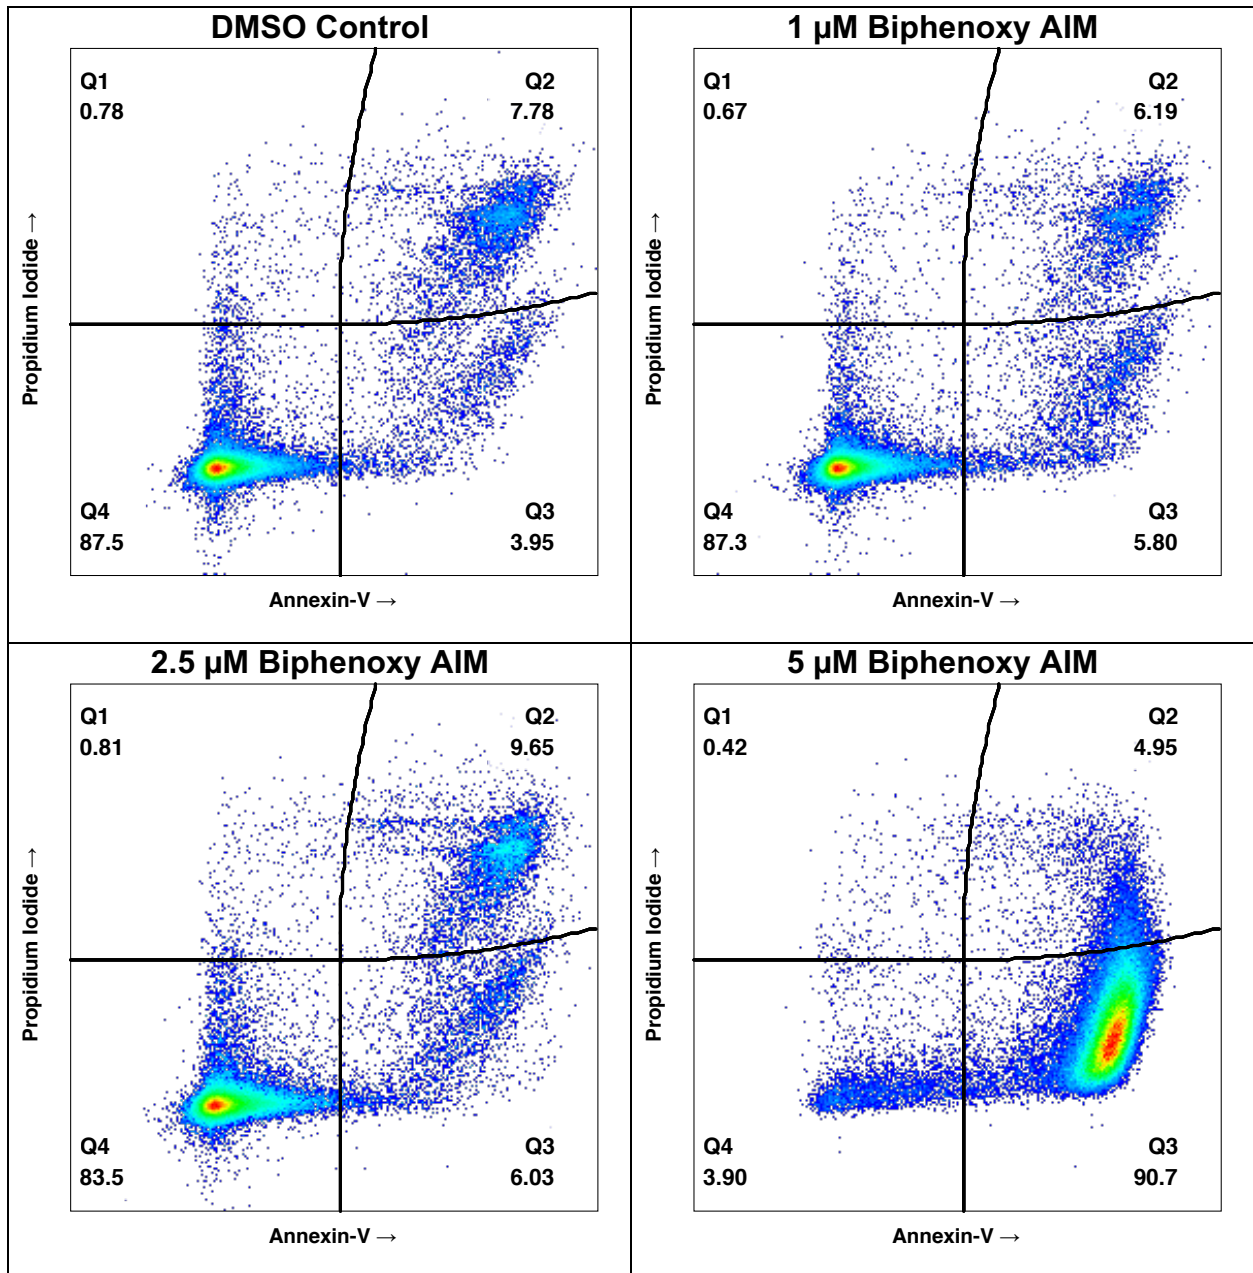 DMSO Control
Q1
0.78
Q2
7.78
Q4
87.5
Q3
3.95
Propidium Iodide →
Annexin-V →
1 µM Biphenoxy AIM
Q1
0.67
Q2
6.19
Q4
87.3
Q3
5.80
Propidium Iodide →
Annexin-V →
2.5 µM Biphenoxy AIM
Q1
0.81
Q2
9.65
Q4
83.5
Q3
6.03
Propidium Iodide →
Annexin-V →
5 µM Biphenoxy AIM
Q1
0.42
Q2
4.95
Q4
3.90
Q3
90.7
Propidium Iodide →
Annexin-V →